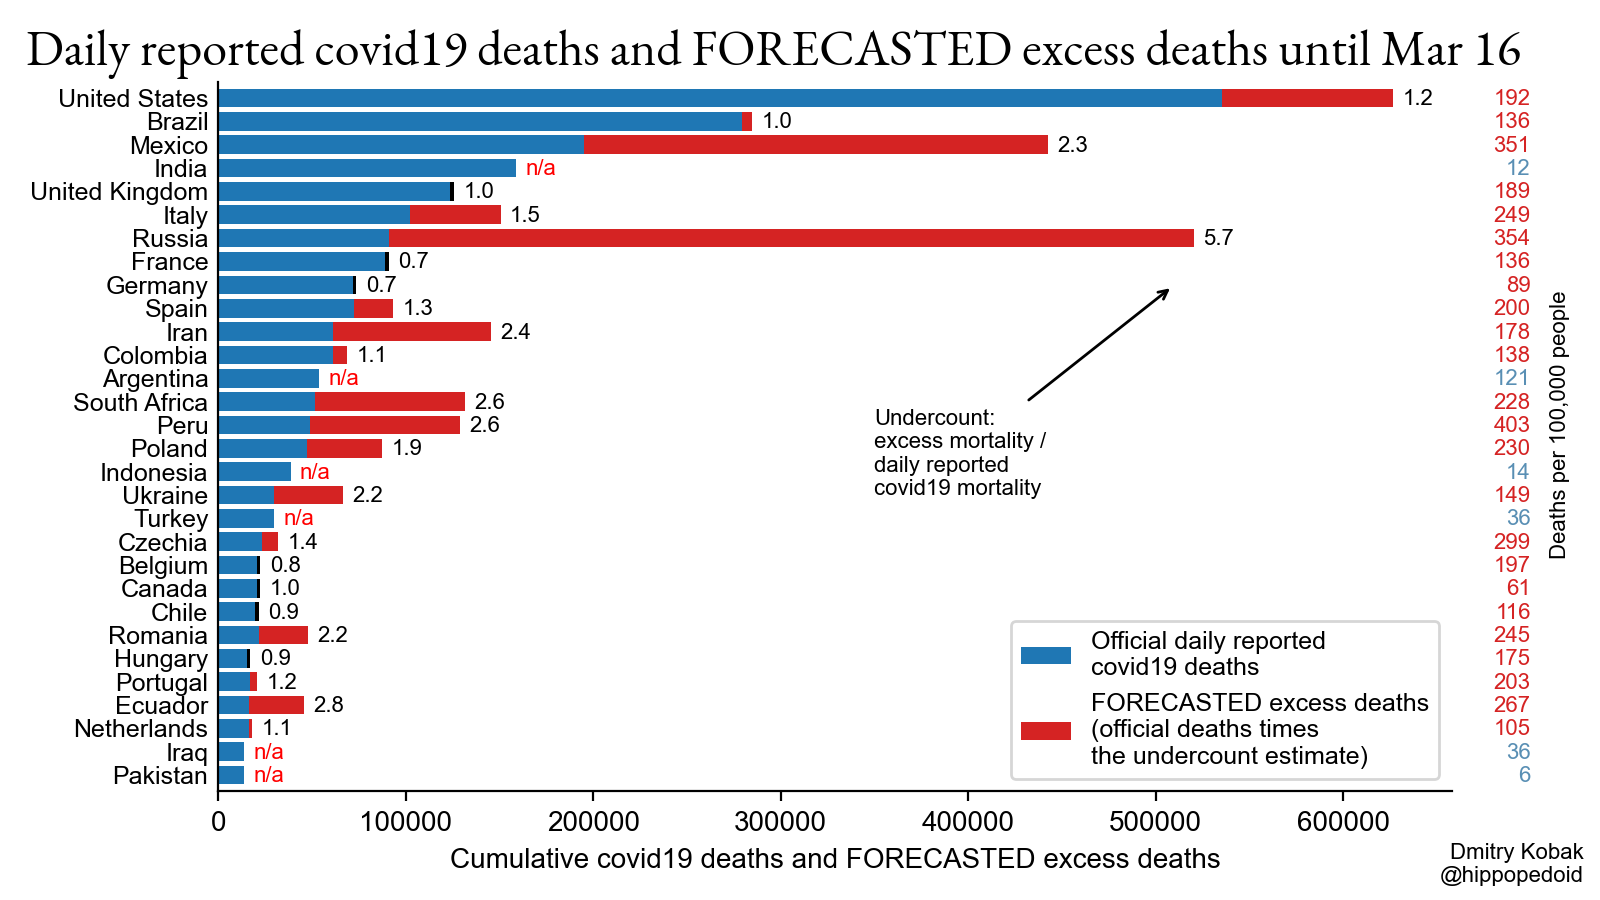 Daily reported covid19 deaths and FORECASTED excess deaths until Mar 16
United States 1.2 192
Brazil 1.0 136
Mexico 2.3 351
India n/a 12
United Kingdom 1.0 189
Italy 1.5 249
Russia 5.7 354
France 0.7 136
Germany 0.7 89
Spain 1.3 200
Iran 2.4 178
Colombia 1.1 138
Argentina n/a 121
South Africa 2.6 228
Peru 2.6 403
Poland 1.9 230
Indonesia n/a 14
Ukraine 2.2 149
Turkey n/a 36
Czechia 1.4 299
Belgium 0.8 197
Canada 1.0 61
Chile 0.9 116
Romania 2.2 245
Hungary 0.9 175
Portugal 1.2 203
Ecuador 2.8 267
Netherlands 1.1 105
Iraq n/a 36
Pakistan n/a 6
Undercount:
excess mortality /
daily reported
covid19 mortality
Deaths per 100,000 people
Official daily reported
covid19 deaths
FORECASTED excess deaths
(official deaths times
the undercount estimate)
0 100000 200000 300000 400000 500000 600000
Cumulative covid19 deaths and FORECASTED excess deaths
Dmitry Kobak
@hippopedoid